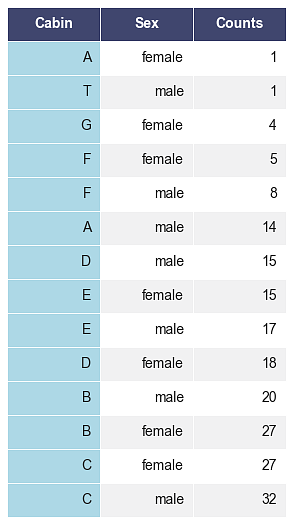 Cabin Sex Counts
A female 1
T male 1
G female 4
F female 5
F male 8
A male 14
D male 15
E female 15
E male 17
D female 18
B male 20
B female 27
C female 27
C male 32